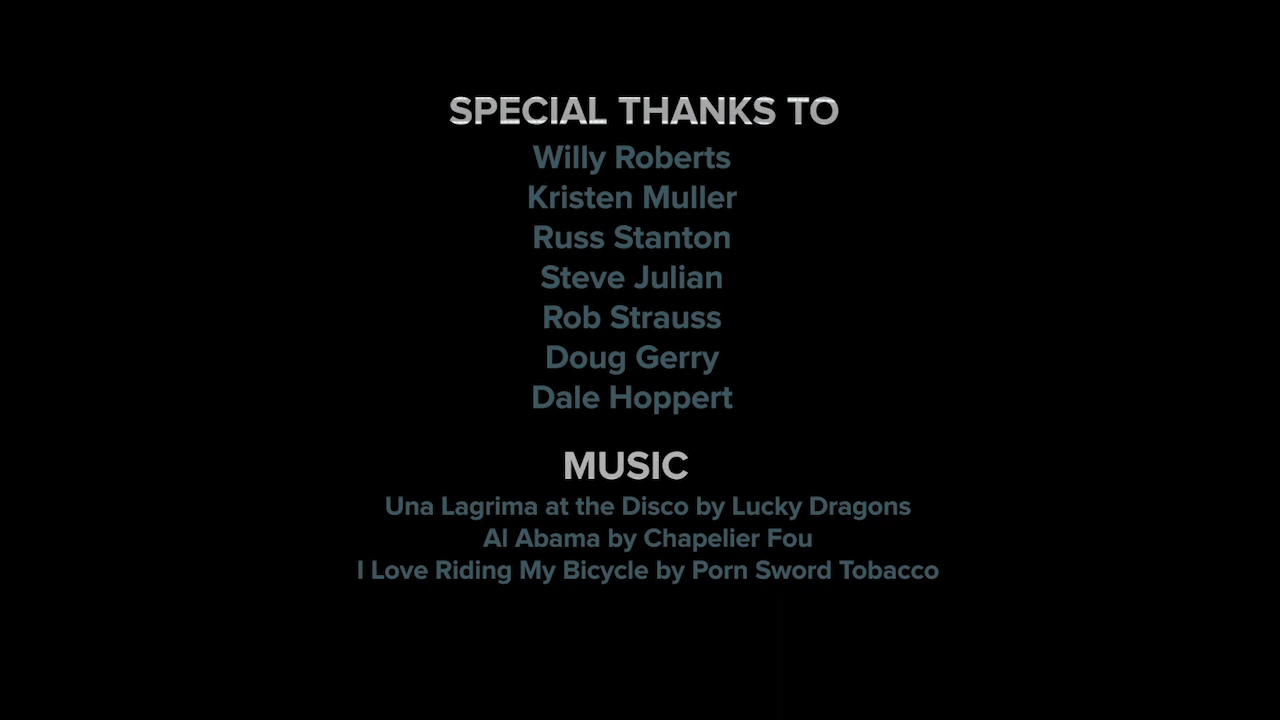 SPECIAL THANKS TO
Willy Roberts
Kristen Muller
Russ Stanton
Steve Julian
Rob Strauss
Doug Gerry
Dale Hoppert
MUSIC
Una Lagrima at the Disco by Lucky Dragons
Al Abama by Chapelier Fou
I Love Riding My Bicycle by Porn Sword Tobacco